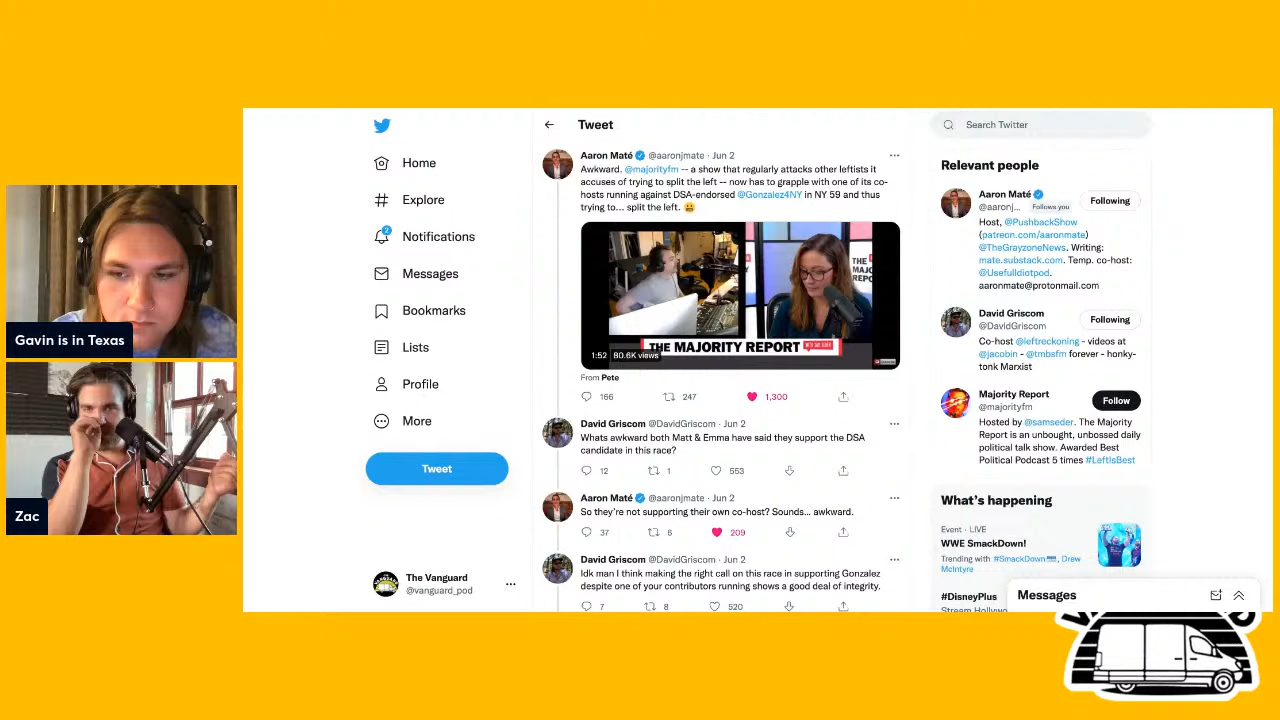 Gavin is in Texas
Zac
Home
Explore
2
Notifications
Messages
Bookmarks
Lists
Profile
More
Tweet
The Vanguard
@vanguard_pod
Tweet
Aaron Maté @aaronjmate · Jun 2
Awkward. @majorityfm -- a show that regularly attacks other leftists it
accuses of trying to split the left -- now has to grapple with one of its co-
hosts running against DSA-endorsed @Gonzalez4NY in NY 59 and thus
trying to... split the left. 😬
THE MAJORITY REPORT WITH SAM SEDER
1:52 80.6K views
From Pete
166 247 1,300
David Griscom @DavidGriscom · Jun 2
Whats awkward both Matt & Emma have said they support the DSA
candidate in this race?
12 1 553
Aaron Maté @aaronjmate · Jun 2
So they're not supporting their own co-host? Sounds... awkward.
37 6 209
David Griscom @DavidGriscom · Jun 2
Idk man I think making the right call on this race in supporting Gonzalez
despite one of your contributors running shows a good deal of integrity.
7 8 520
Search Twitter
Relevant people
Aaron Maté
@aaronj... Follows you
Following
Host, @PushbackShow
(patreon.com/aaronmate)
@TheGrayzoneNews. Writing:
mate.substack.com. Temp. co-host:
@UsefulIdiotpod.
aaronmate@protonmail.com
David Griscom
@DavidGriscom
Following
Co-host @leftreckoning - videos at
@jacobin - @tmbsfm forever - honky-
tonk Marxist
Majority Report
@majorityfm
Follow
Hosted by @samseder. The Majority
Report is an unbought, unbossed daily
political talk show. Awarded Best
Political Podcast 5 times #LeftIsBest
What's happening
Event · LIVE
WWE SmackDown!
Trending with #SmackDown, Drew
McIntyre
#DisneyPlus
Stream Hollywo
Messages